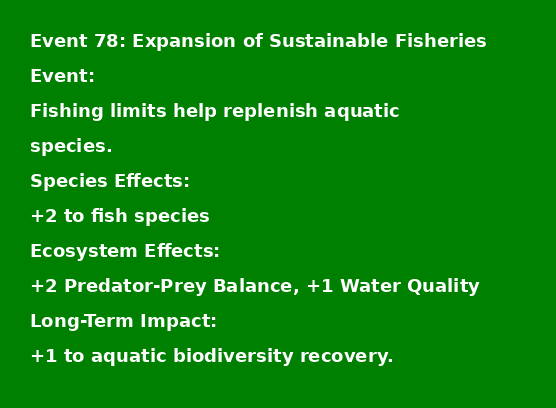 Event 78: Expansion of Sustainable Fisheries
Event:
Fishing limits help replenish aquatic
species.
Species Effects:
+2 to fish species
Ecosystem Effects:
+2 Predator-Prey Balance, +1 Water Quality
Long-Term Impact:
+1 to aquatic biodiversity recovery.